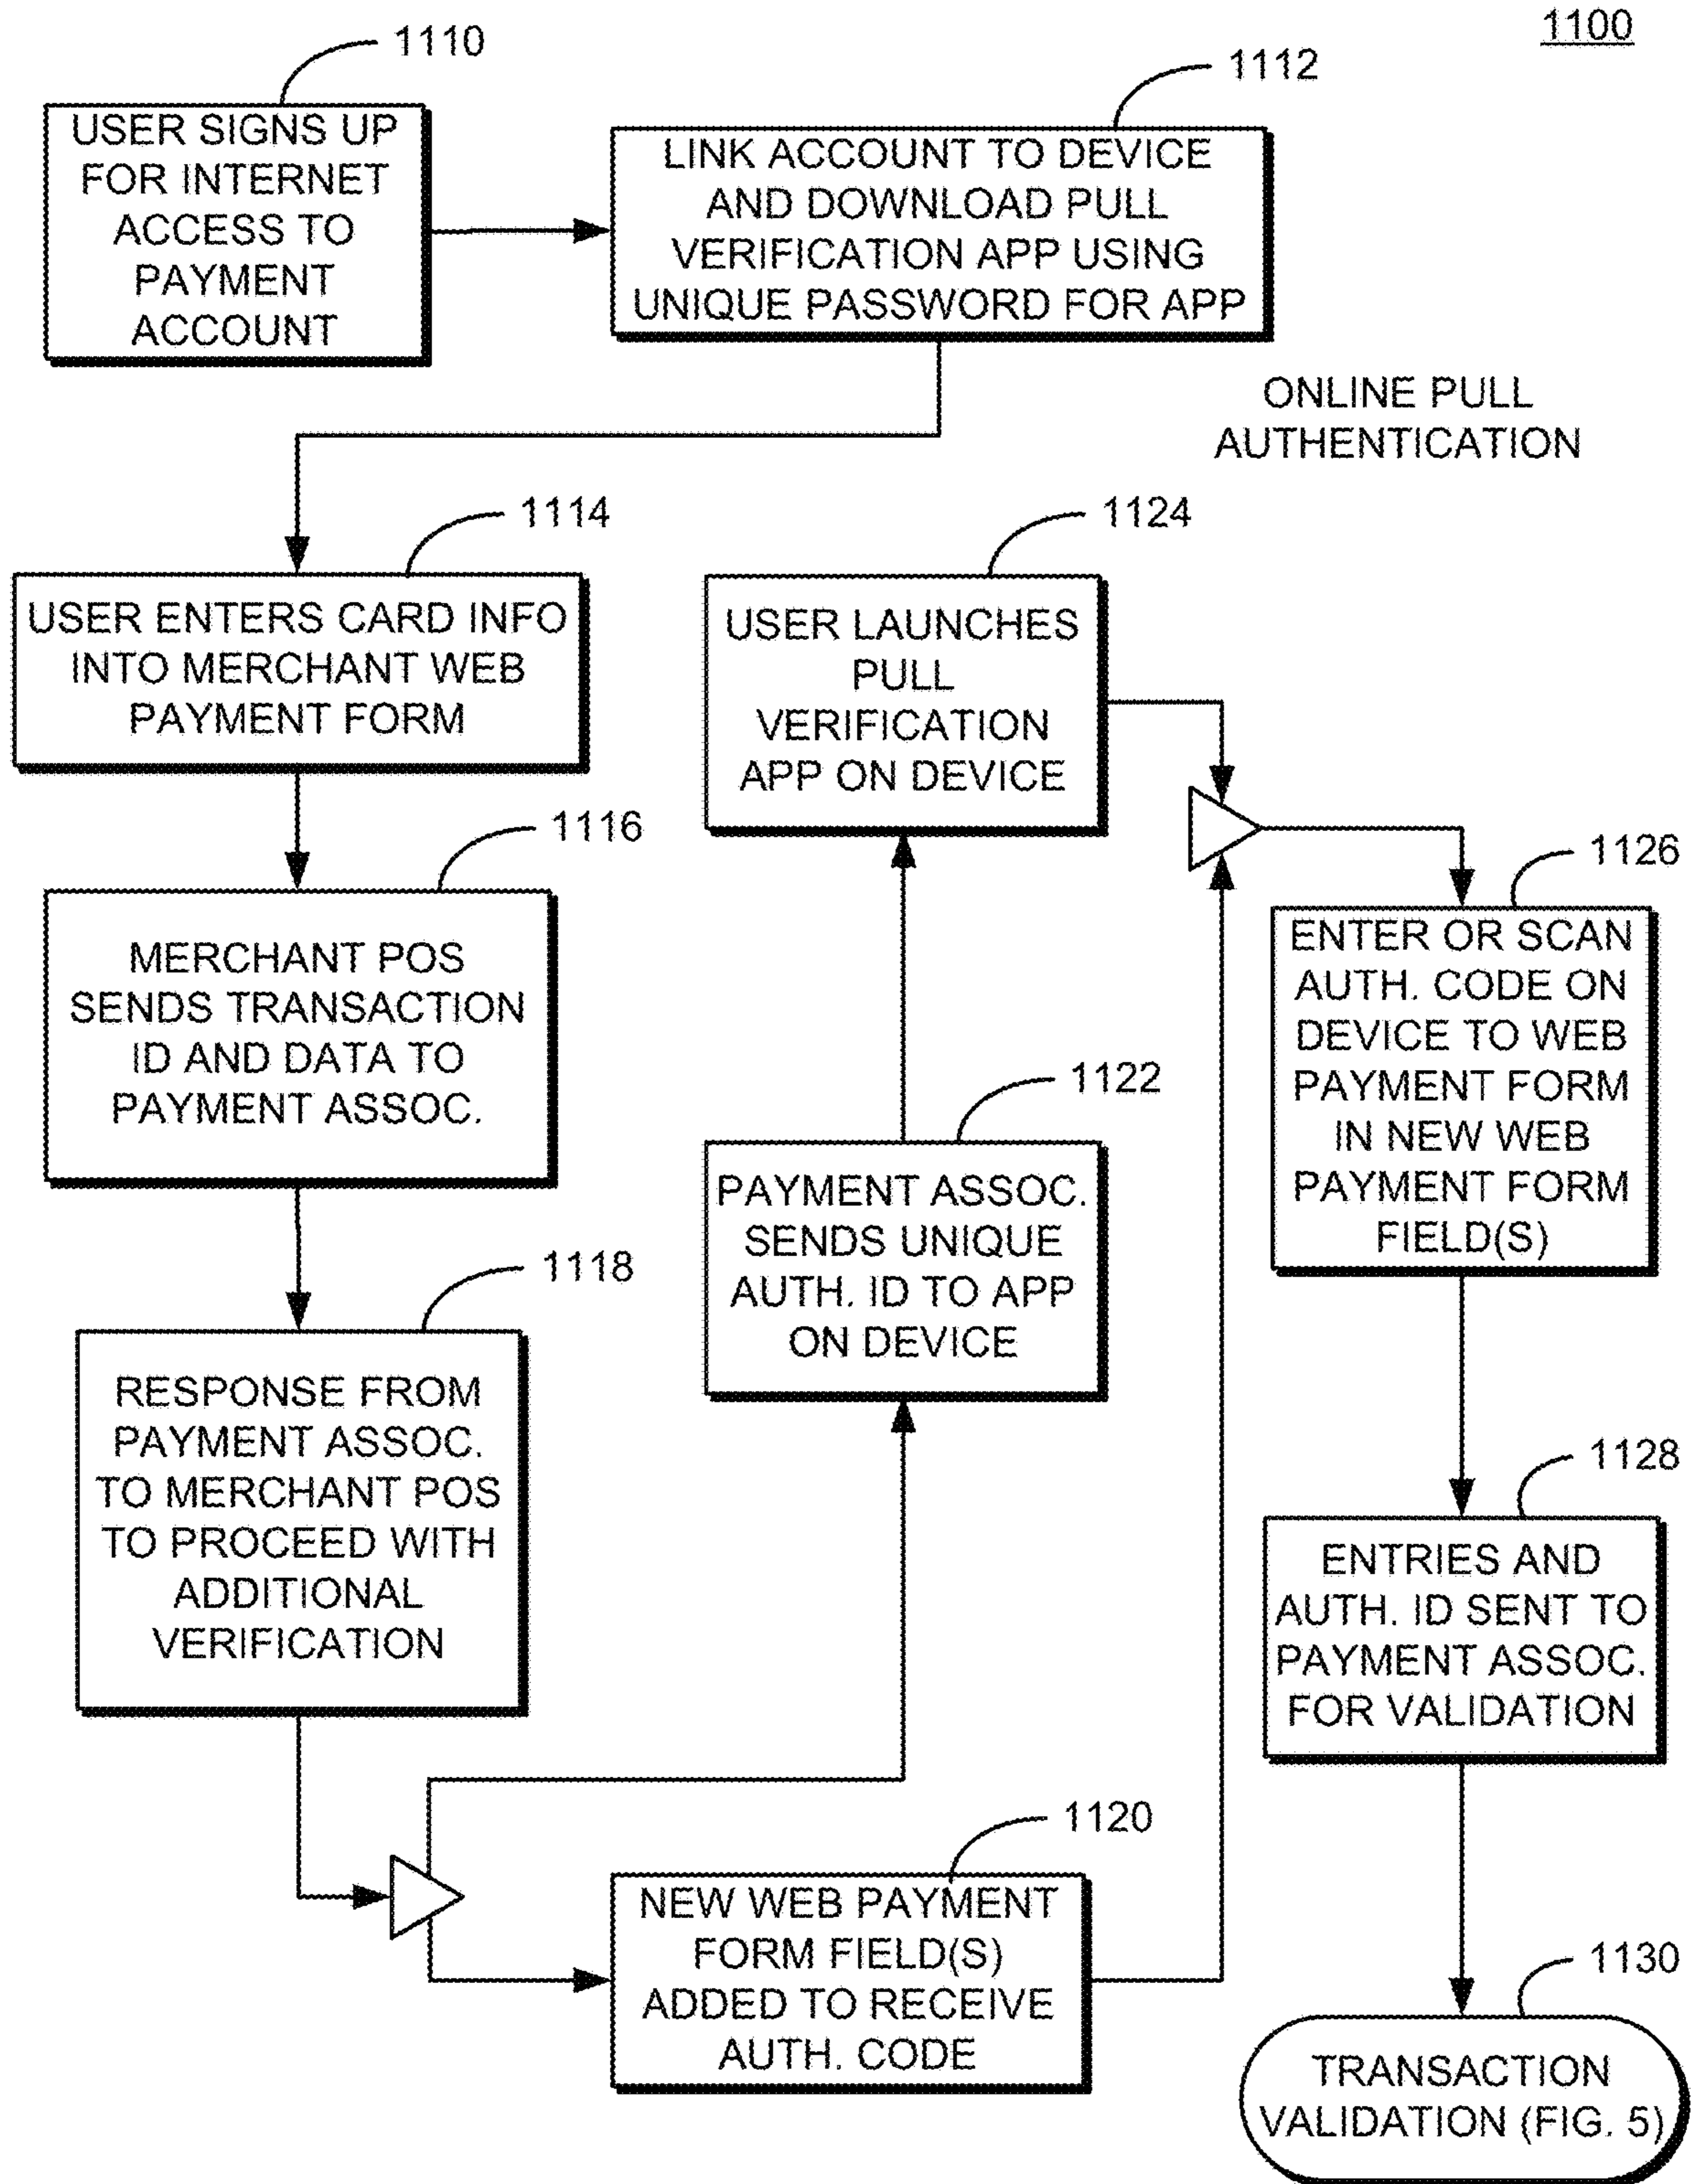 1100
1110
USER SIGNS UP
FOR INTERNET
ACCESS TO
PAYMENT
ACCOUNT
1112
LINK ACCOUNT TO DEVICE
AND DOWNLOAD PULL
VERIFICATION APP USING
UNIQUE PASSWORD FOR APP
ONLINE PULL
AUTHENTICATION
1114
USER ENTERS CARD INFO
INTO MERCHANT WEB
PAYMENT FORM
1116
MERCHANT POS
SENDS TRANSACTION
ID AND DATA TO
PAYMENT ASSOC.
1118
RESPONSE FROM
PAYMENT ASSOC.
TO MERCHANT POS
TO PROCEED WITH
ADDITIONAL
VERIFICATION
1120
NEW WEB PAYMENT
FORM FIELD(S)
ADDED TO RECEIVE
AUTH. CODE
1122
PAYMENT ASSOC.
SENDS UNIQUE
AUTH. ID TO APP
ON DEVICE
1124
USER LAUNCHES
PULL
VERIFICATION
APP ON DEVICE
1126
ENTER OR SCAN
AUTH. CODE ON
DEVICE TO WEB
PAYMENT FORM
IN NEW WEB
PAYMENT FORM
FIELD(S)
1128
ENTRIES AND
AUTH. ID SENT TO
PAYMENT ASSOC.
FOR VALIDATION
1130
TRANSACTION
VALIDATION (FIG. 5)